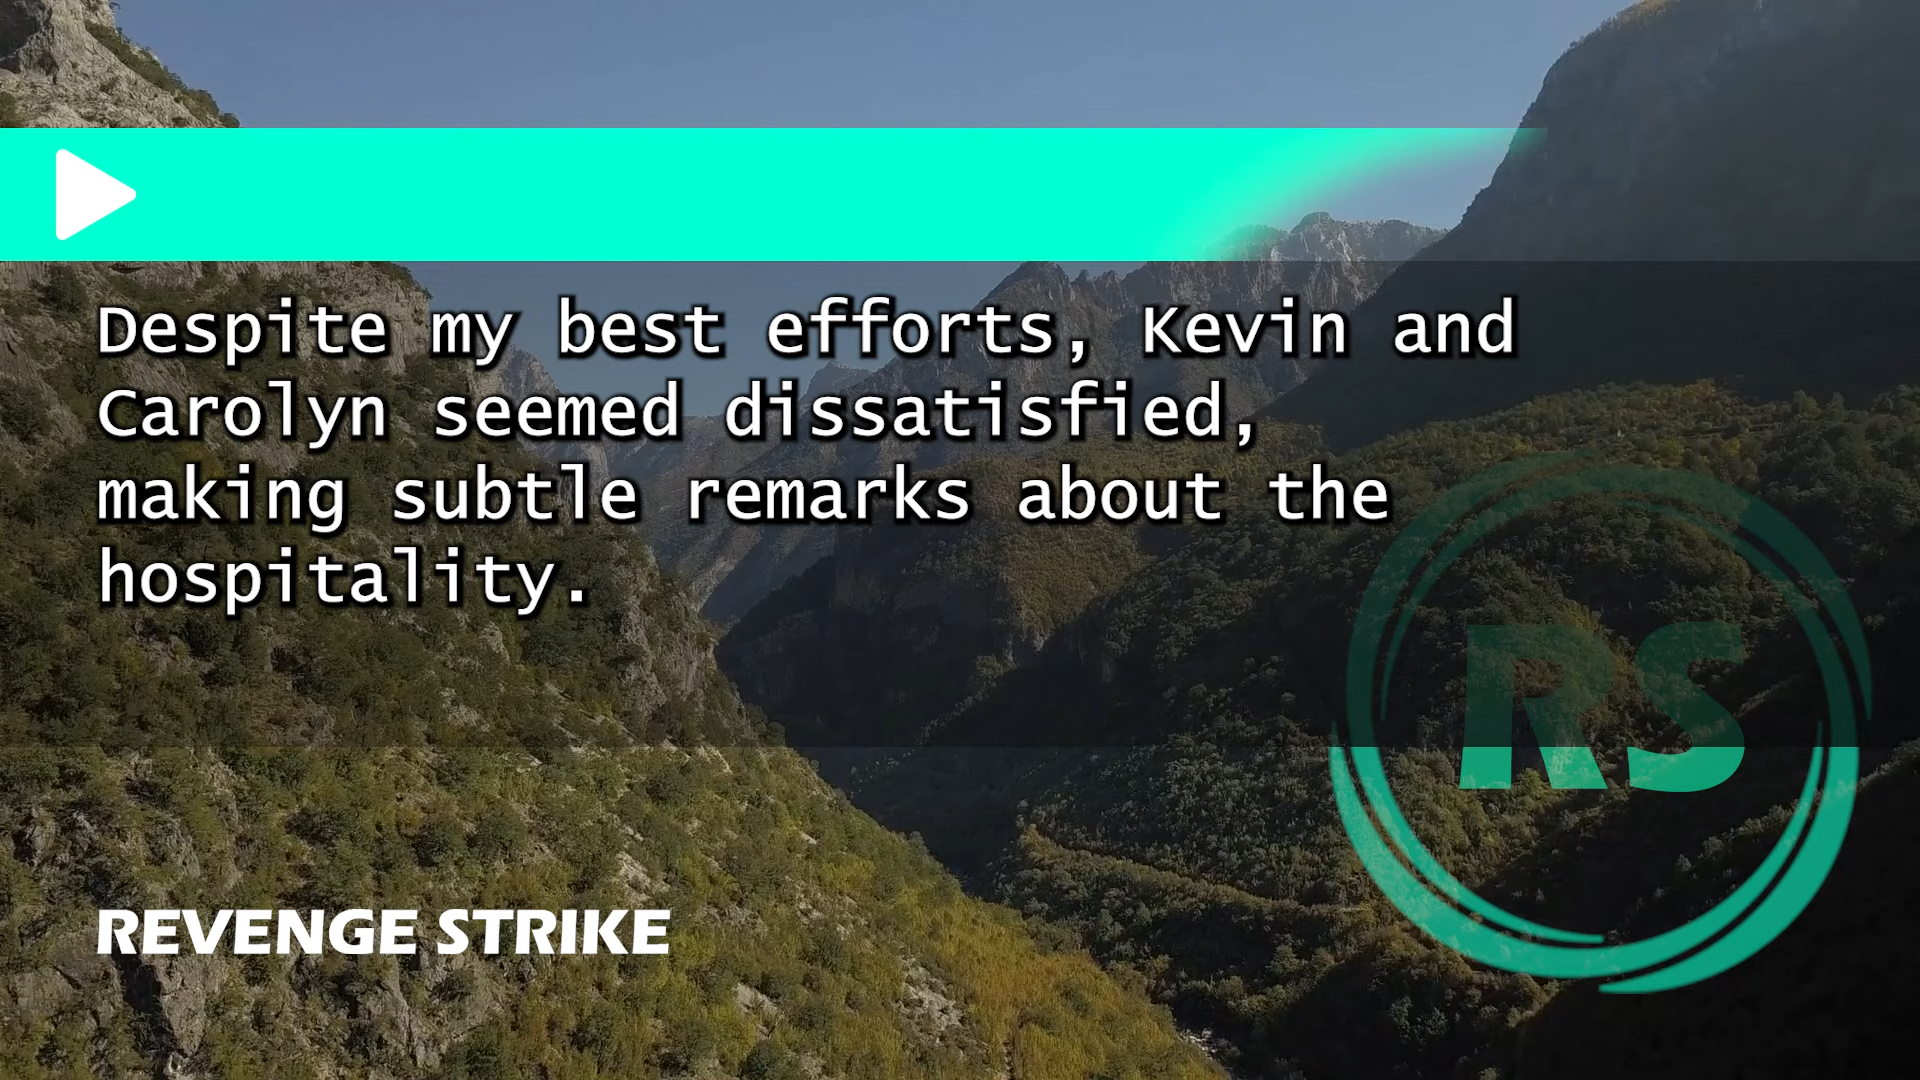 Despite my best efforts, Kevin and
Carolyn seemed dissatisfied,
making subtle remarks about the
hospitality.
RS
REVENGE STRIKE